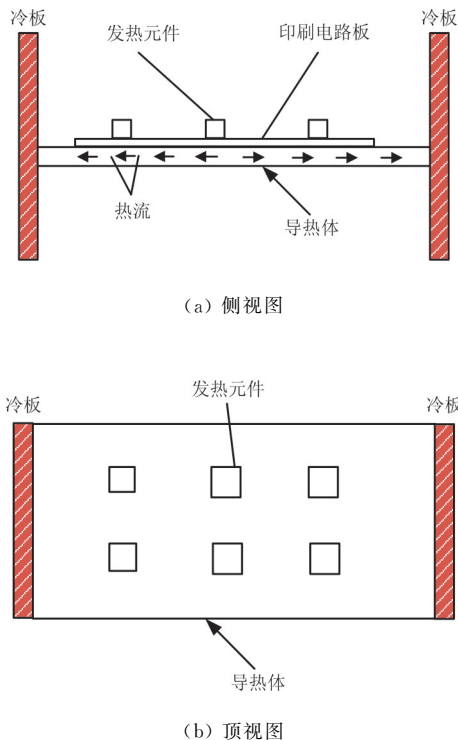 冷板
冷板
发热元件
印刷电路板
热流
导热体
(a) 侧视图
发热元件
冷板
冷板
导热体
(b) 顶视图